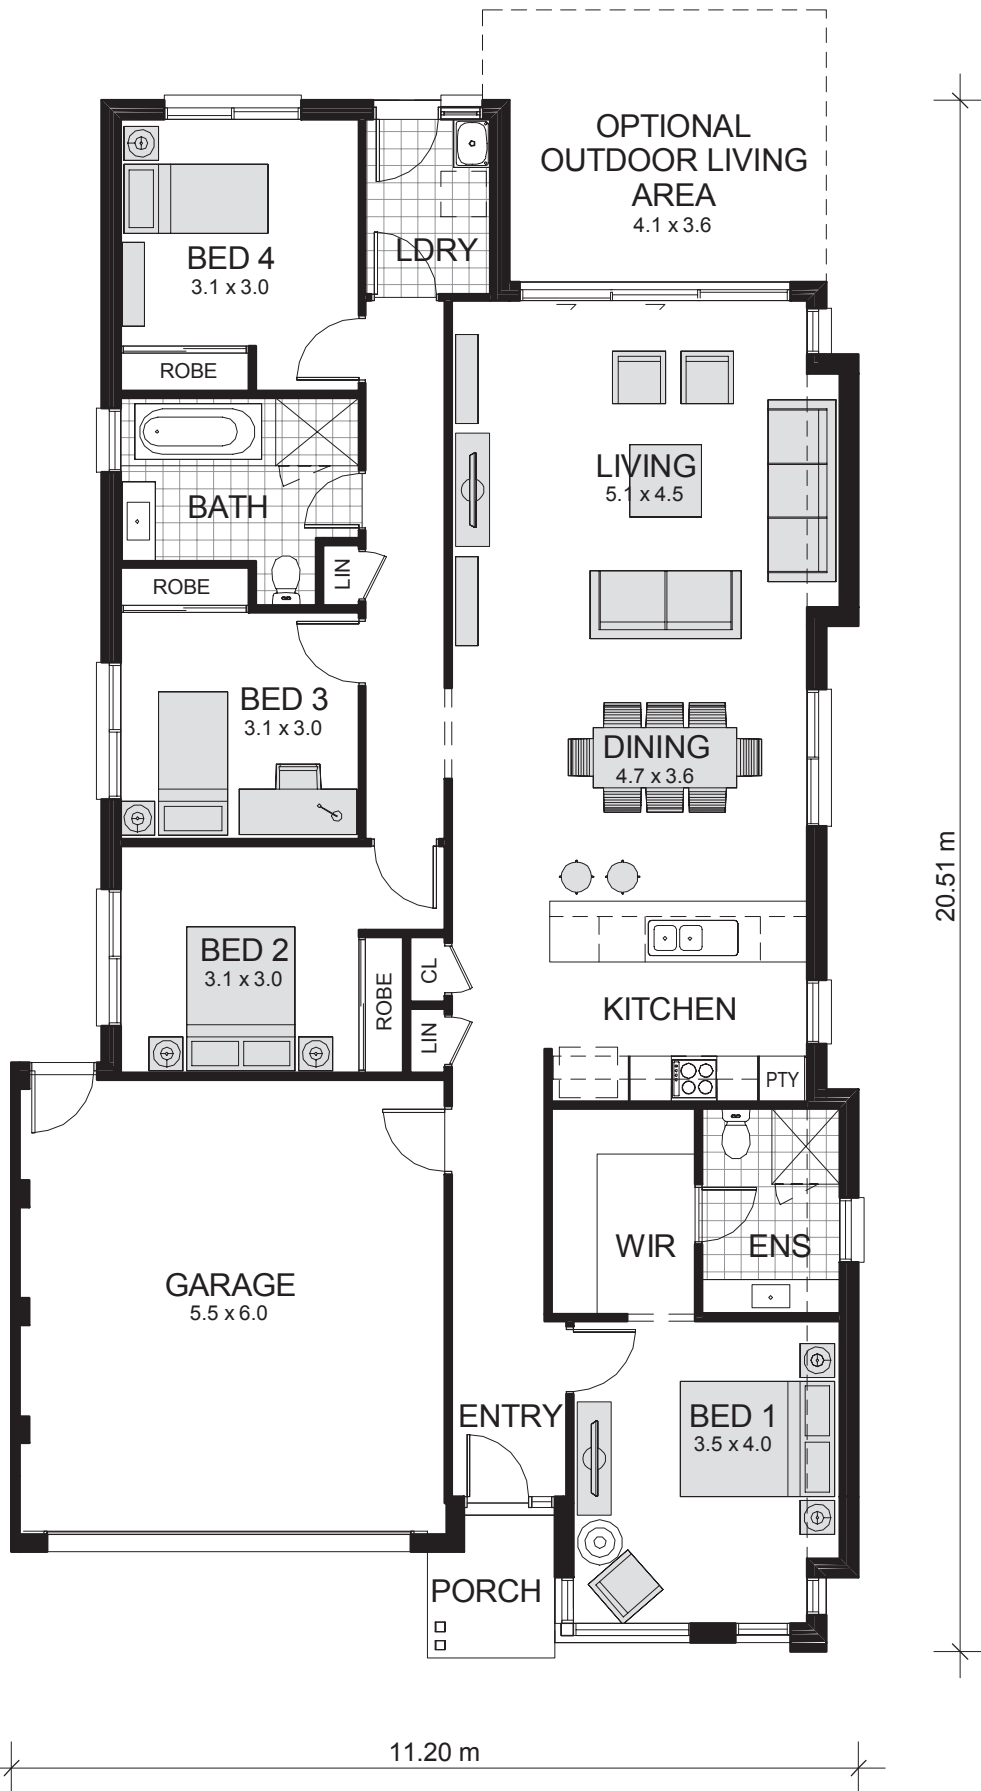 OPTIONAL
OUTDOOR LIVING
AREA
4.1 x 3.6
BED 4
3.1 x 3.0
LDRY
ROBE
LIVING
5.1 x 4.5
BATH
LIN
ROBE
BED 3
3.1 x 3.0
DINING
4.7 x 3.6
20.51 m
BED 2
3.1 x 3.0
ROBE
CL
LIN
KITCHEN
PTY
WIR
ENS
GARAGE
5.5 x 6.0
ENTRY
BED 1
3.5 x 4.0
PORCH
11.20 m